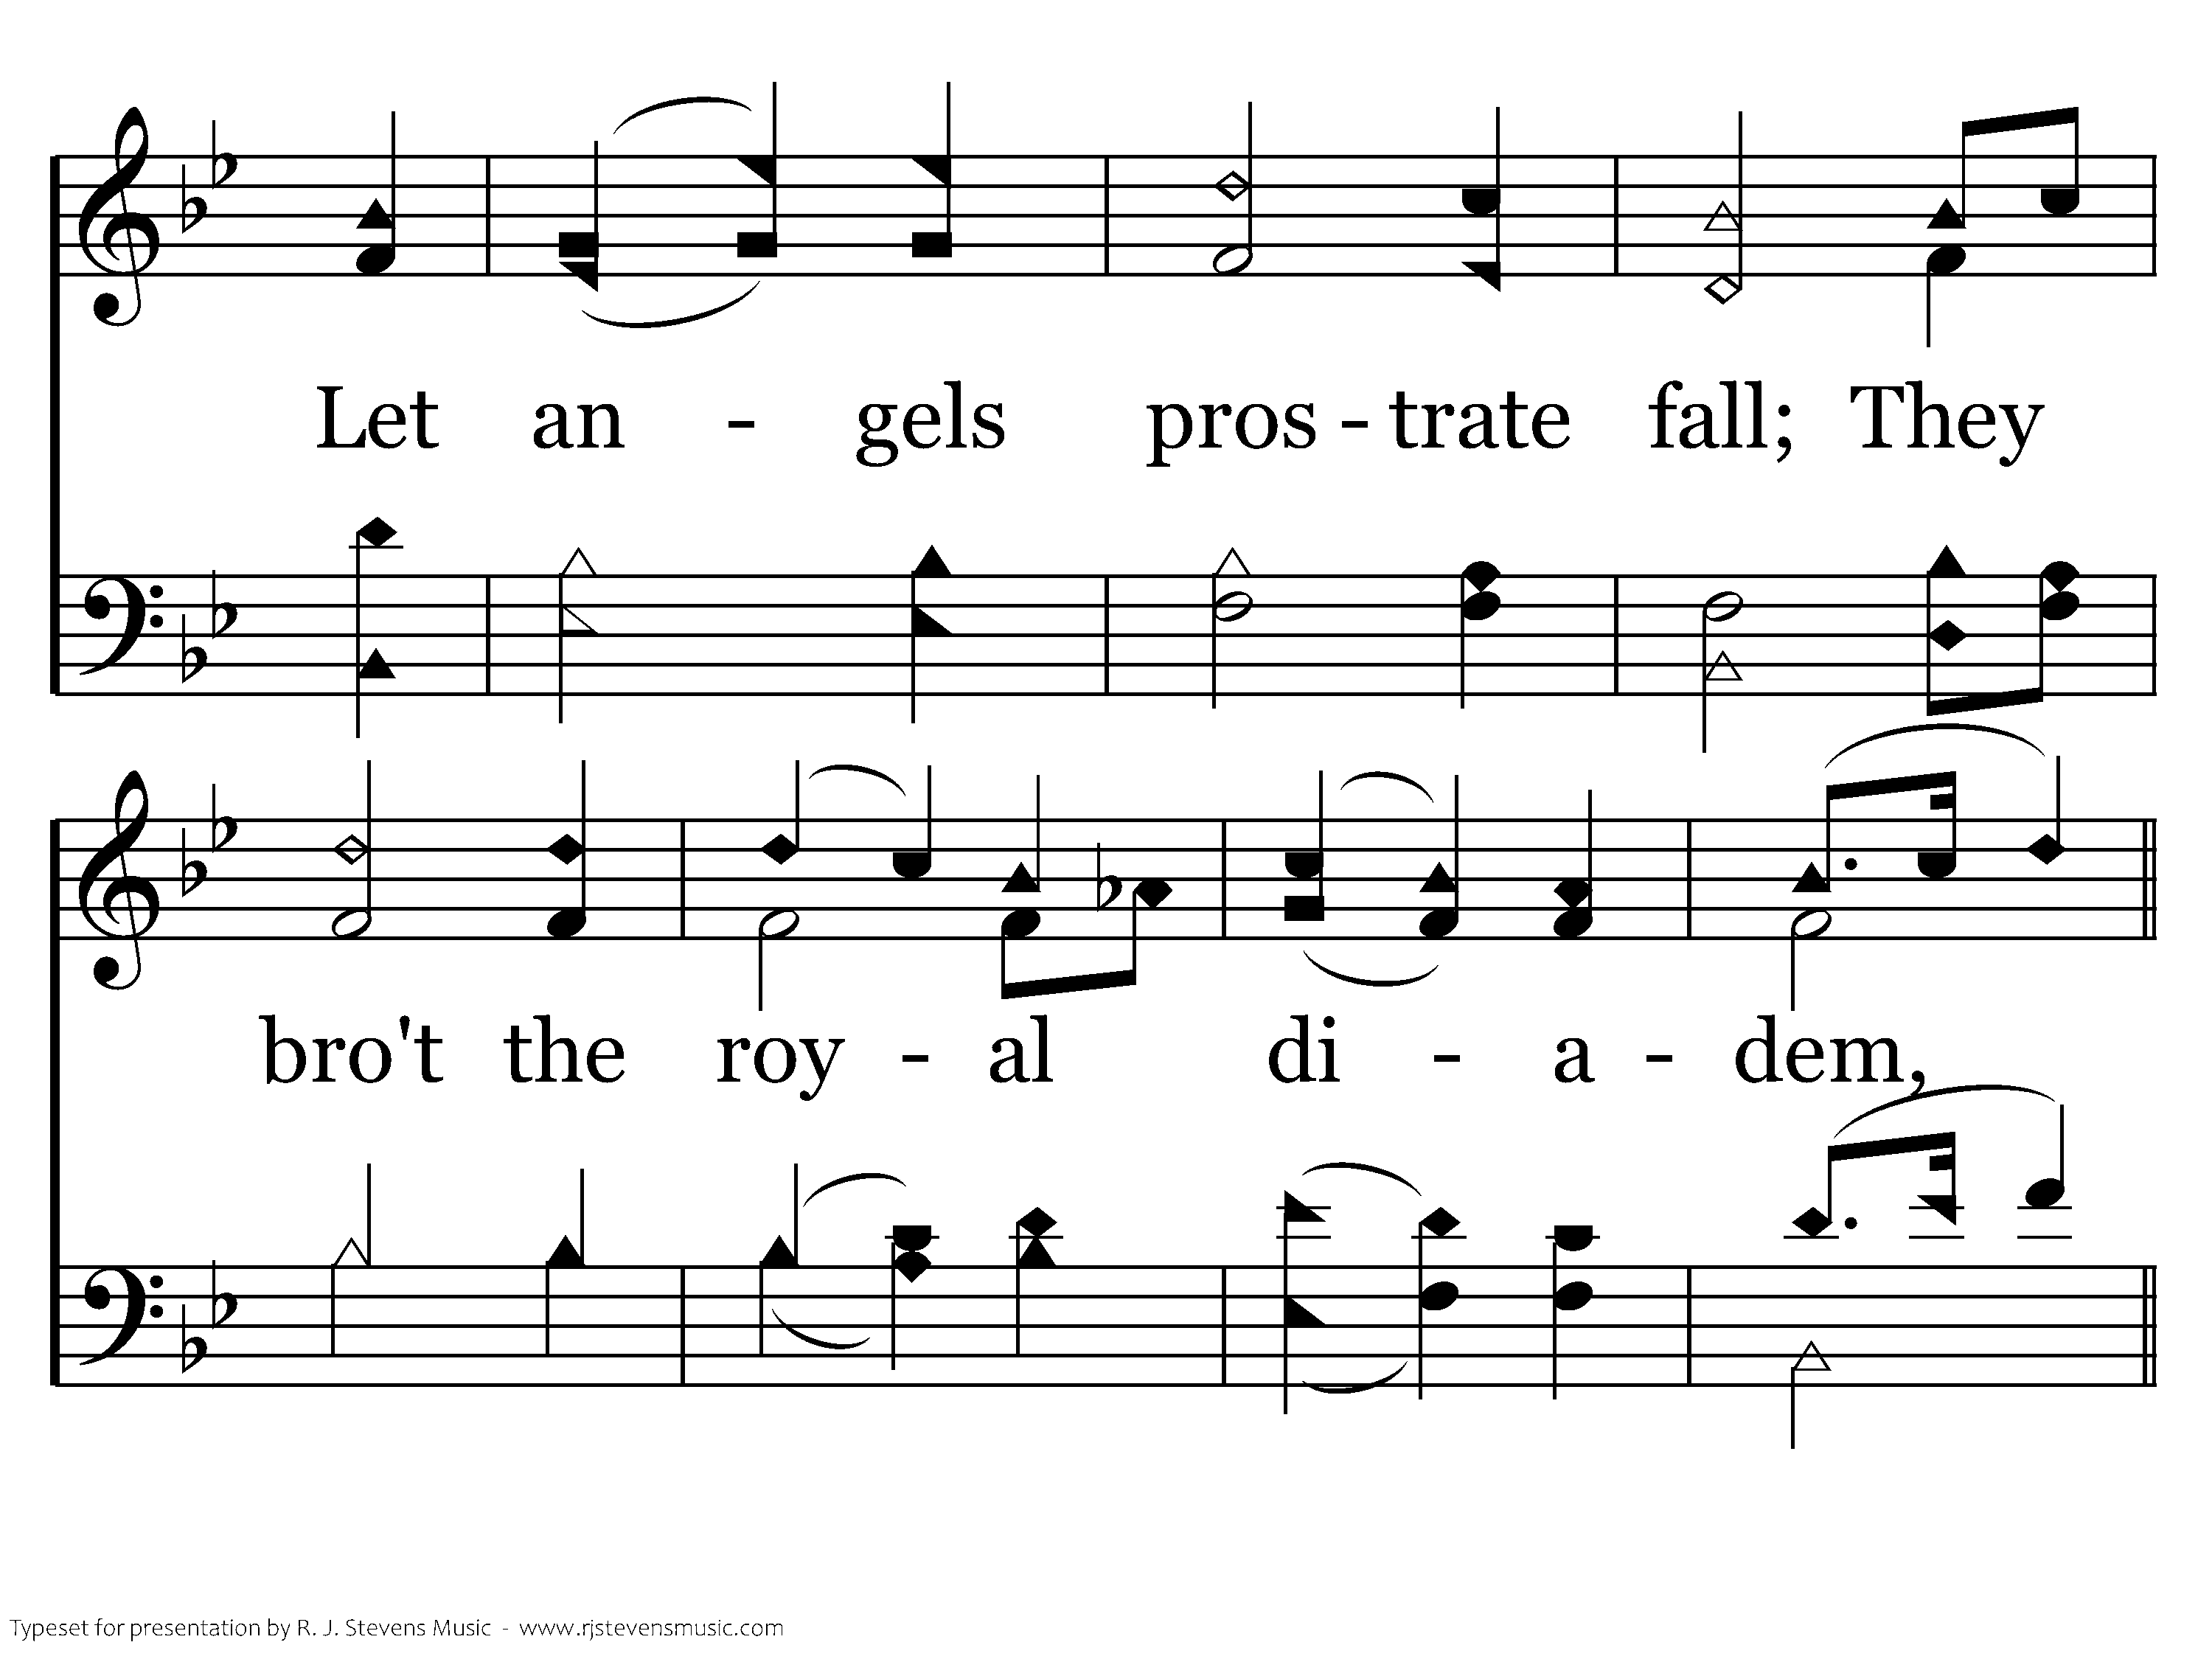 Let an - gels pros - trate fall; They
bro't the roy - al di - a - dem,
Typeset for presentation by R. J. Stevens Music - www.rjstevensmusic.com